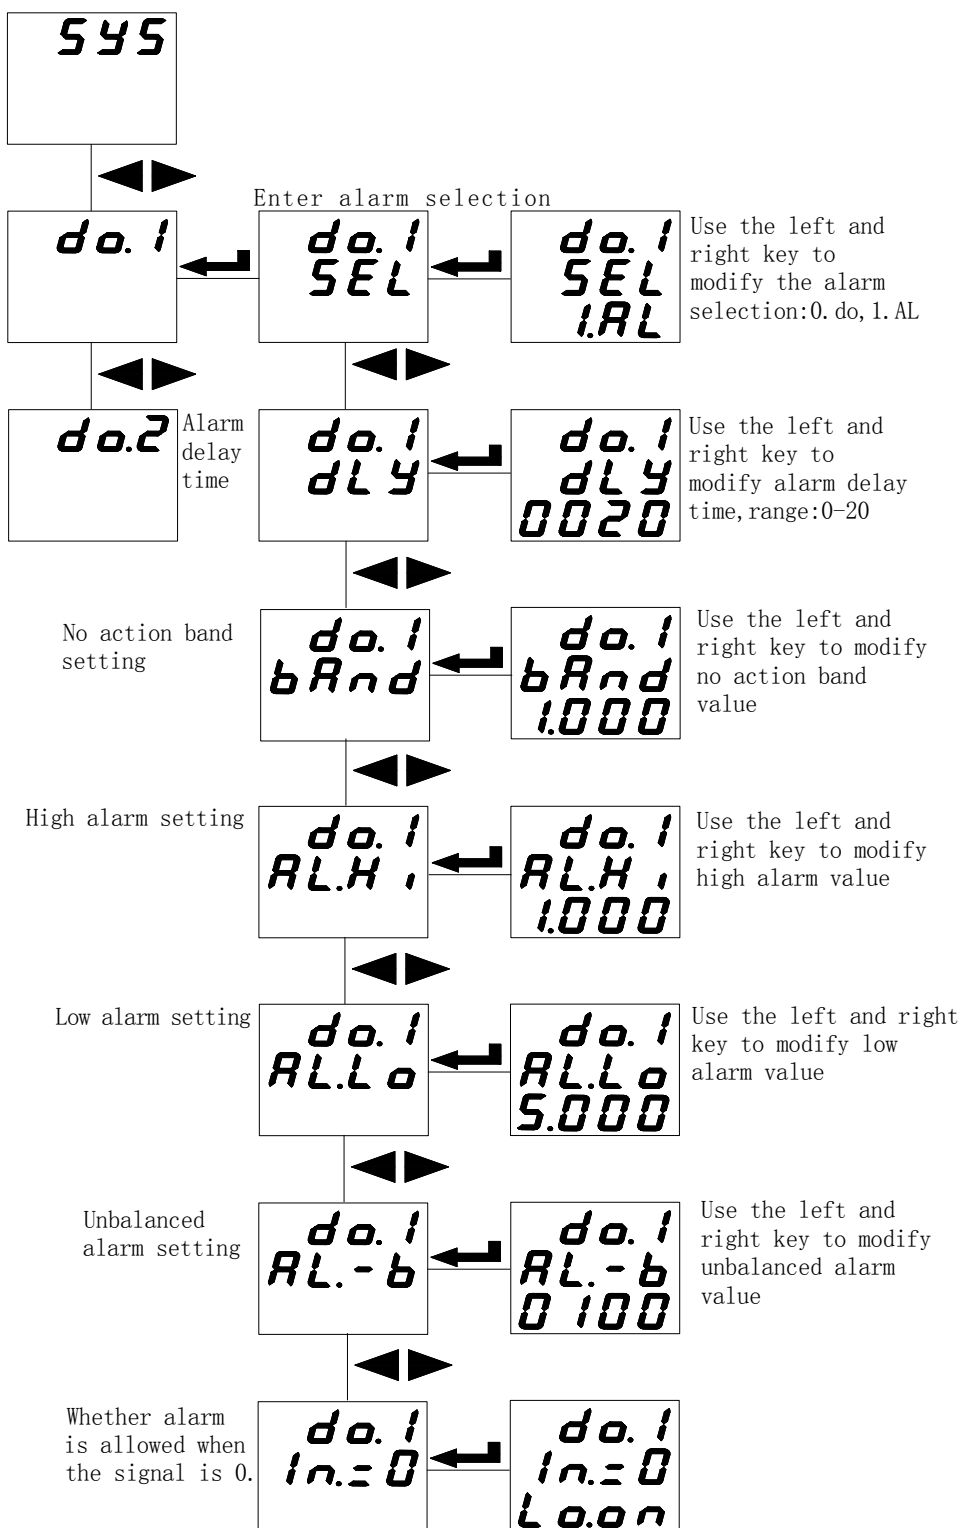 SYS
Enter alarm selection
do.1
do.1
SEL
do.1
SEL
1.AL
Use the left and
right key to
modify the alarm
selection:0.do,1.AL
do.2
Alarm
delay
time
do.1
dLY
do.1
dLY
0020
Use the left and
right key to
modify alarm delay
time,range:0-20
No action band
setting
do.1
bAnd
do.1
bAnd
1.000
Use the left and
right key to modify
no action band
value
High alarm setting
do.1
AL.Hi
do.1
AL.Hi
1.000
Use the left and
right key to modify
high alarm value
Low alarm setting
do.1
AL.Lo
do.1
AL.Lo
5.000
Use the left and right
key to modify low
alarm value
Unbalanced
alarm setting
do.1
AL.-b
do.1
AL.-b
0100
Use the left and
right key to modify
unbalanced alarm
value
Whether alarm
is allowed when
the signal is 0.
do.1
In.=0
do.1
In.=0
Lo.on